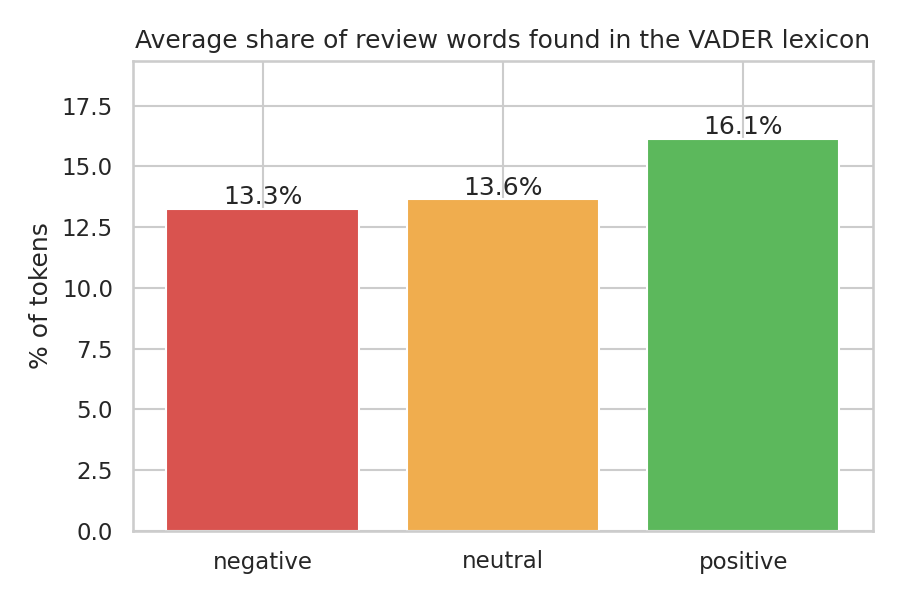 Average share of review words found in the VADER lexicon
% of tokens
17.5
15.0
12.5
10.0
7.5
5.0
2.5
0.0
13.3%
13.6%
16.1%
negative
neutral
positive